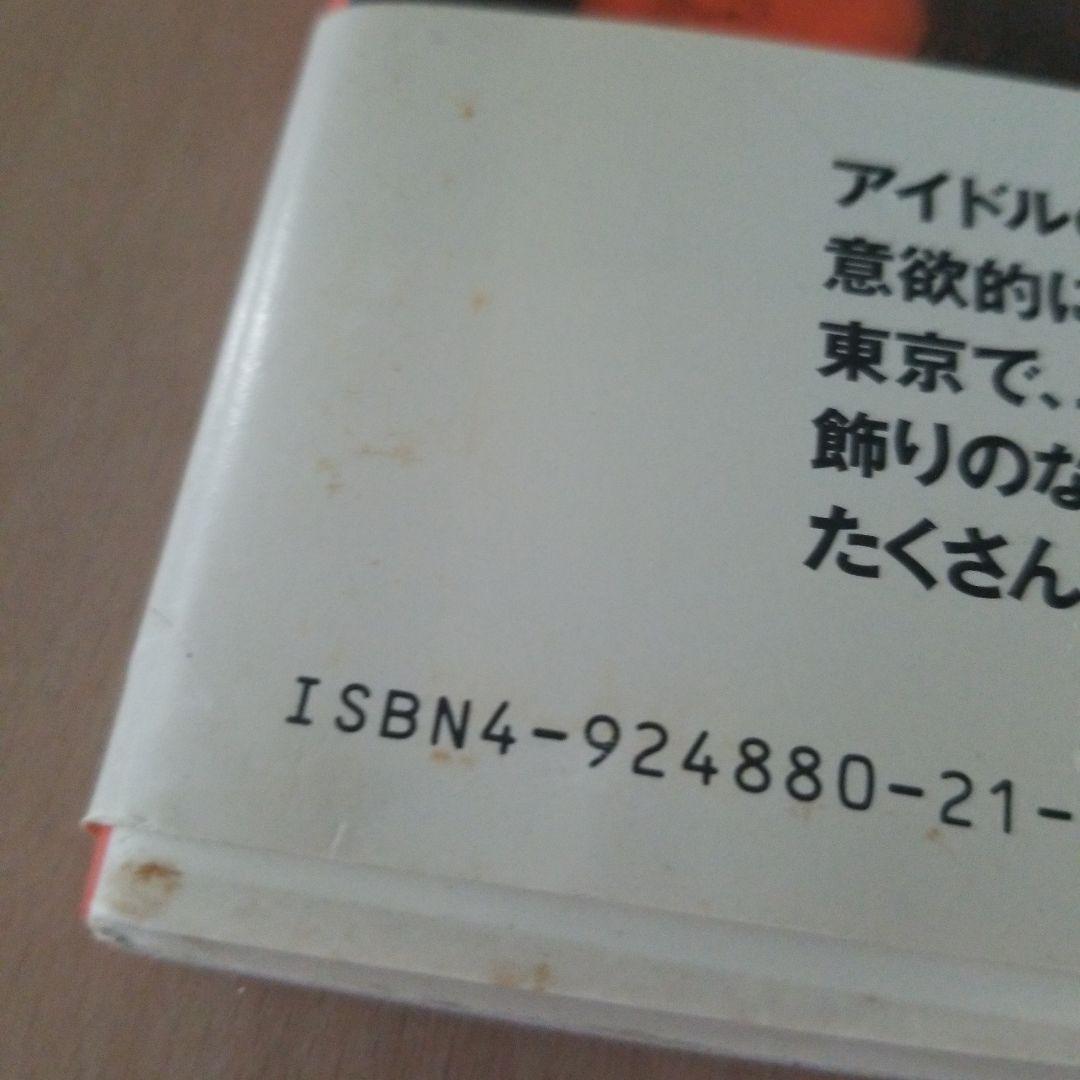 アイドル
意欲的に
東京で、
飾りのな
たくさん
ISBN4-924880-21-